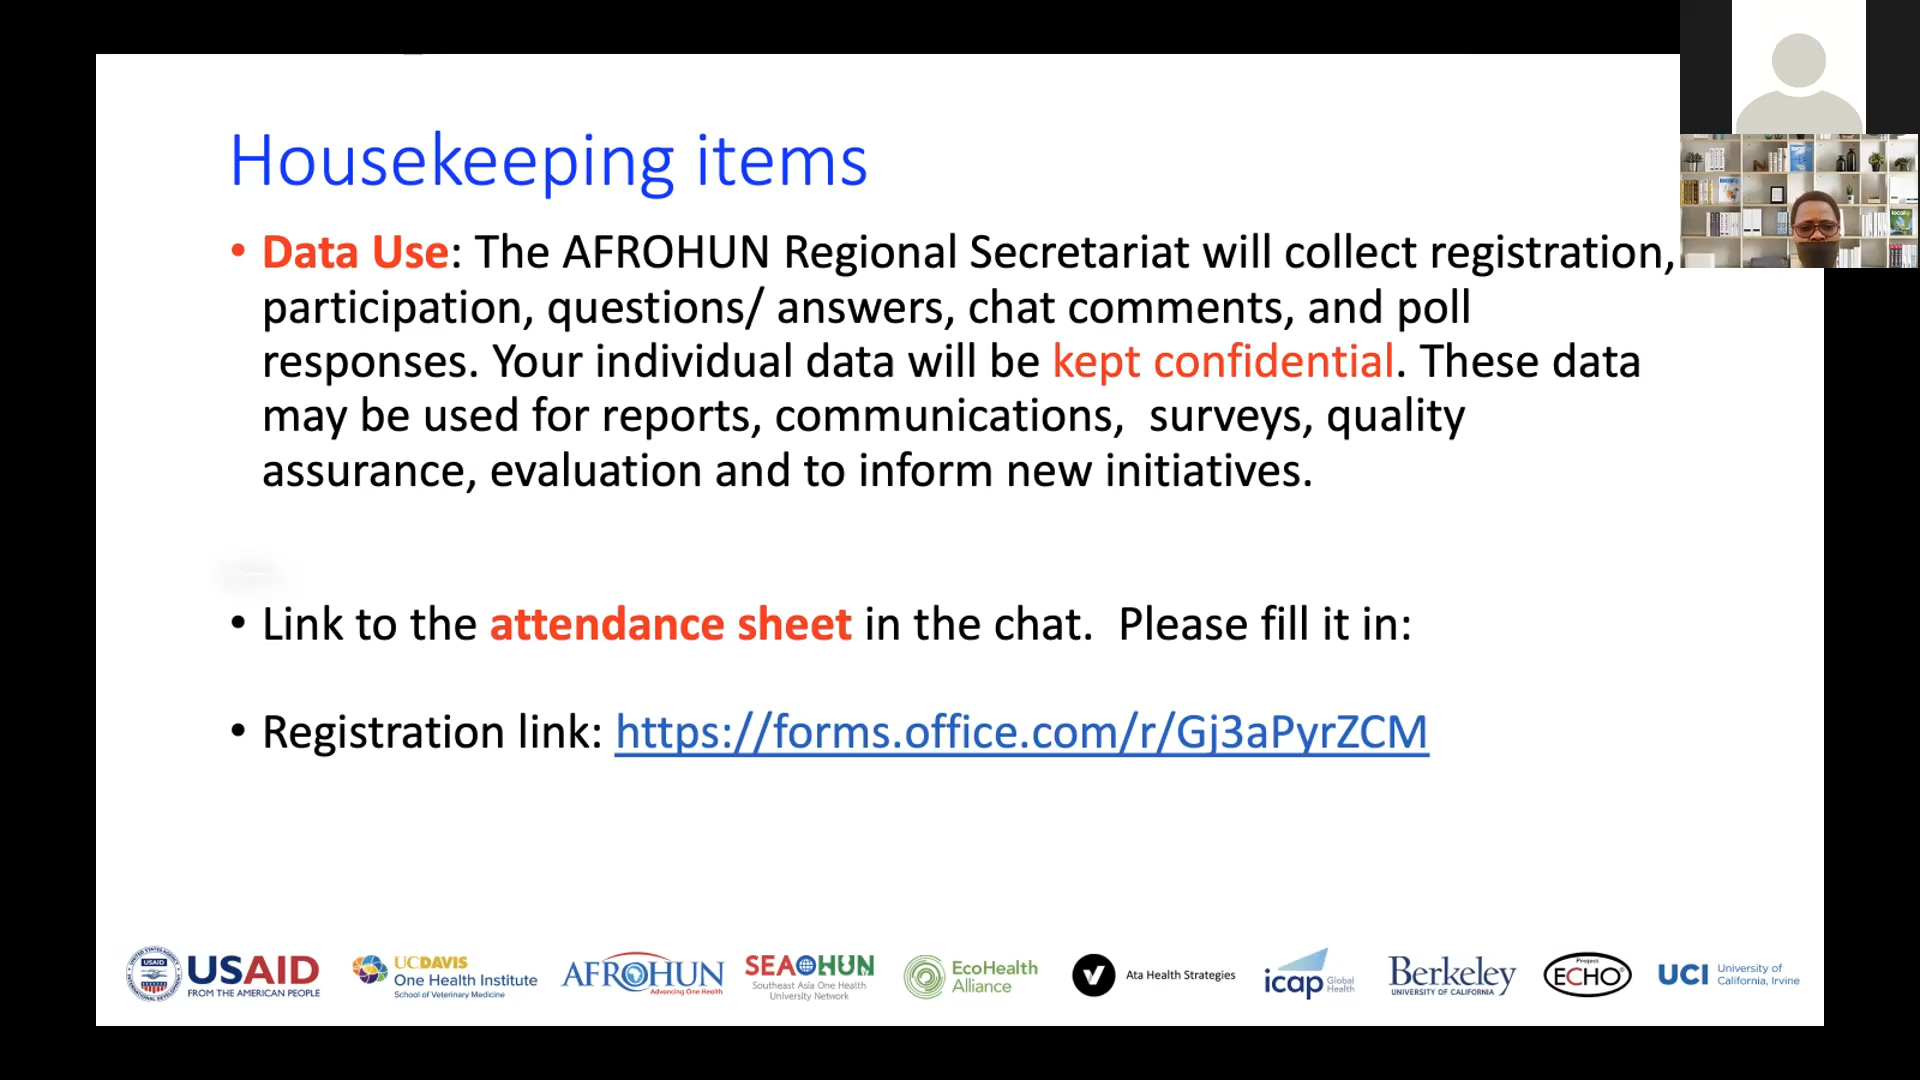 Housekeeping items
• Data Use: The AFROHUN Regional Secretariat will collect registration,
participation, questions/ answers, chat comments, and poll
responses. Your individual data will be kept confidential. These data
may be used for reports, communications,  surveys, quality
assurance, evaluation and to inform new initiatives.
• Link to the attendance sheet in the chat.  Please fill it in:
• Registration link: https://forms.office.com/r/Gj3aPyrZCM
USAID
USAID
FROM THE AMERICAN PEOPLE
UCDAVIS
One Health Institute
School of Veterinary Medicine
AFROHUN
Advancing One Health
SEAOHUN
Southeast Asia One Health
University Network
EcoHealth
Alliance
Ata Health Strategies
icap Global
Health
Berkeley
UNIVERSITY OF CALIFORNIA
Project
ECHO®
UCI University of
California, Irvine